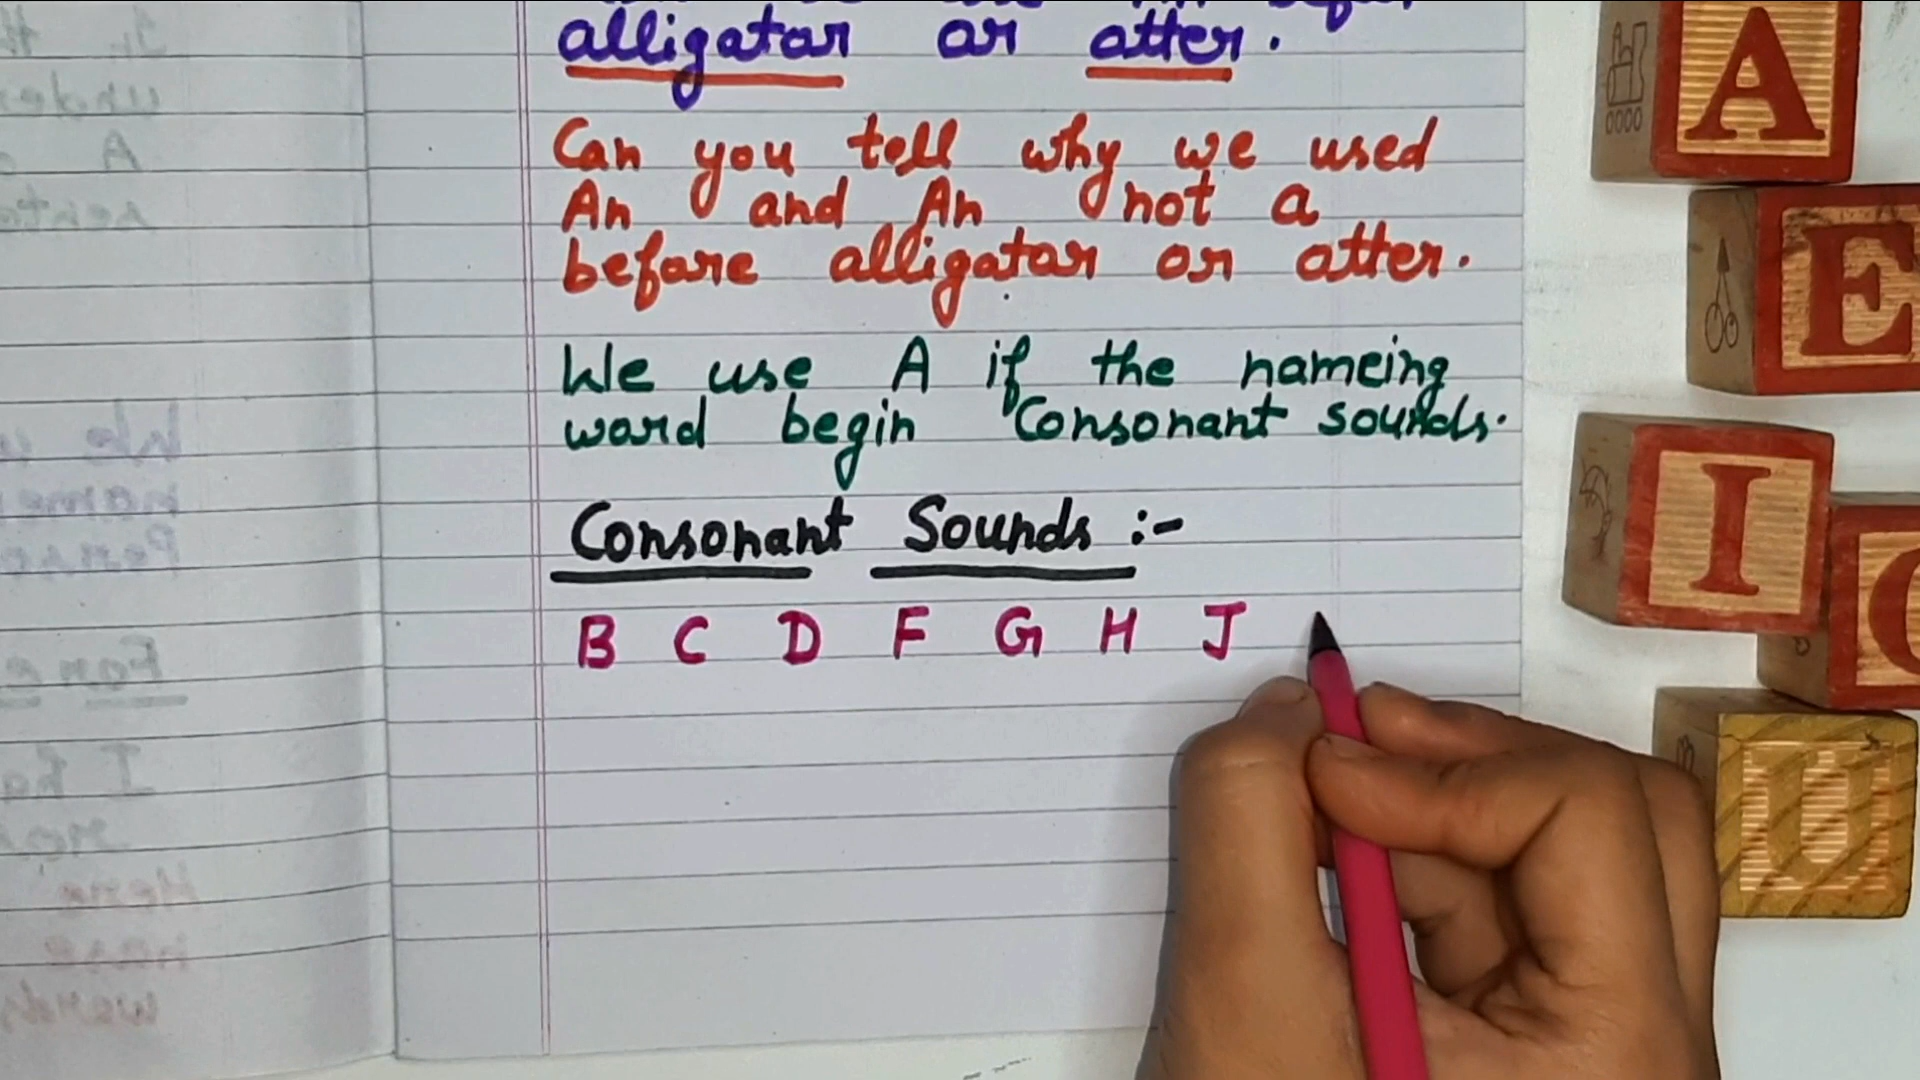 alligator or otter.
Can you tell why we used
An and An not a
before alligator or otter.
We use A if the nameing
word begin Consonant sounds.
Consonant Sounds :-
B C D F G H J
A
E
I
U